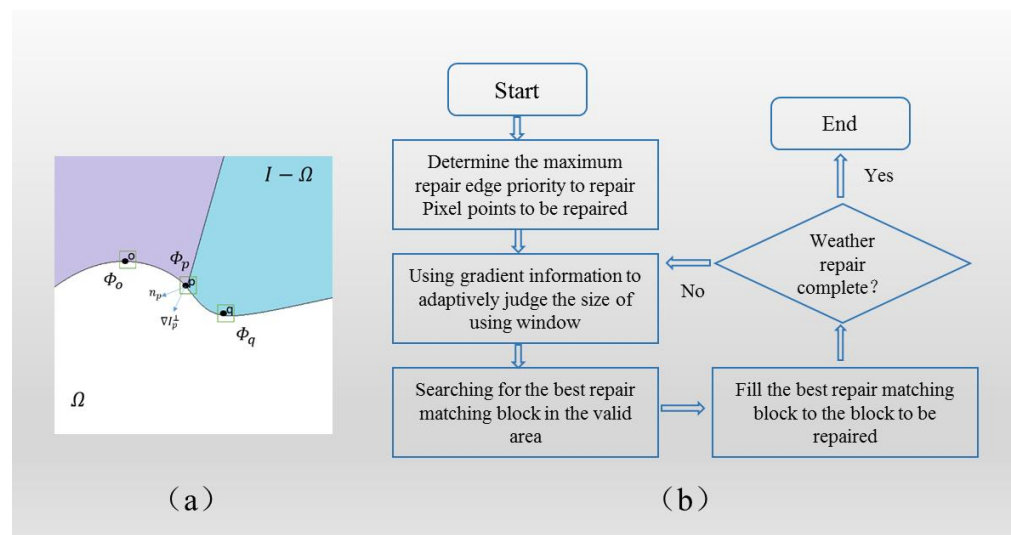 I − Ω
o
Φₒ
Φₚ
p
nₚ
∇Iₚ^⊥
q
Φ_q
Ω
（a）
Start
Determine the maximum
repair edge priority to repair
Pixel points to be repaired
Using gradient information to
adaptively judge the size of
using window
Searching for the best repair
matching block in the valid
area
Fill the best repair matching
block to the block to be
repaired
Weather
repair
complete？
No
Yes
End
（b）